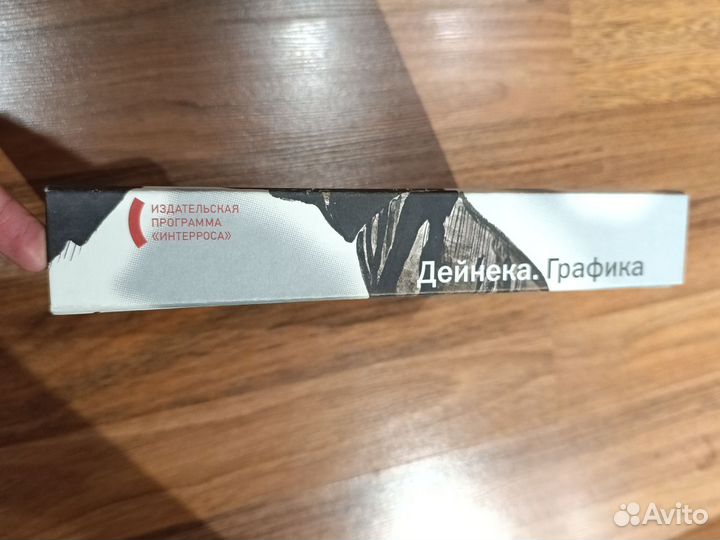 ИЗДАТЕЛЬСКАЯ
ПРОГРАММА
«ИНТЕРРОСА»
Дейнека. Графика
Avito